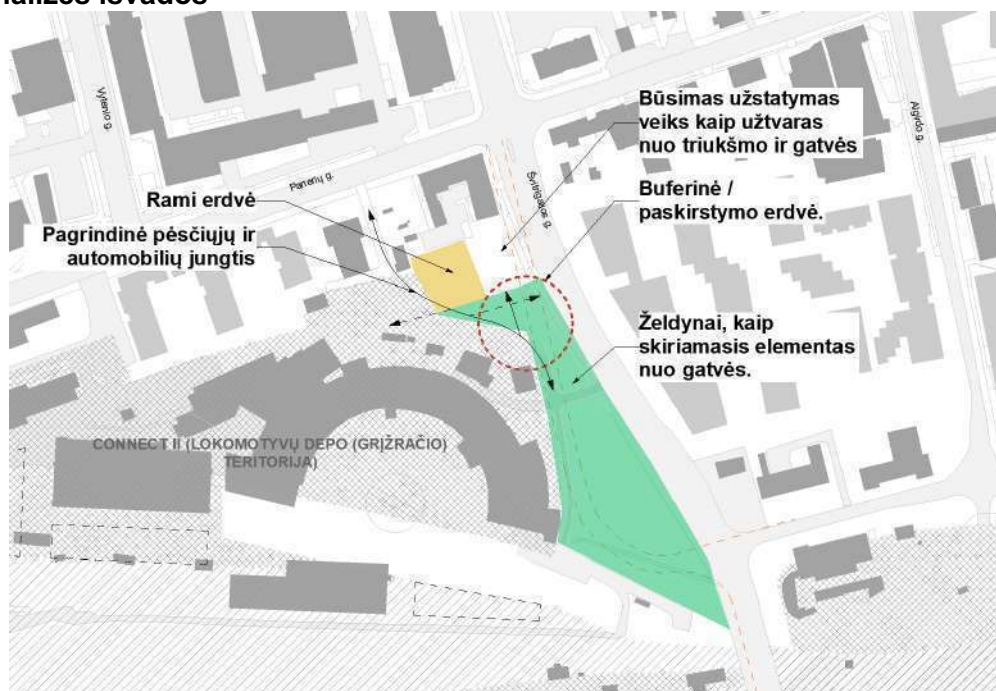 Vytenio g.
Panerių g.
Švitrigailos g.
Algirdo g.
Būsimas užstatymas
veiks kaip užtvaras
nuo triukšmo ir gatvės
Rami erdvė
Buferinė /
paskirstymo erdvė.
Pagrindinė pėsčiųjų ir
automobilių jungtis
Želdynai, kaip
skiriamasis elementas
nuo gatvės.
CONNECT II (LOKOMOTYVŲ DEPO (GRĮŽRAČIO)
TERITORIJA)